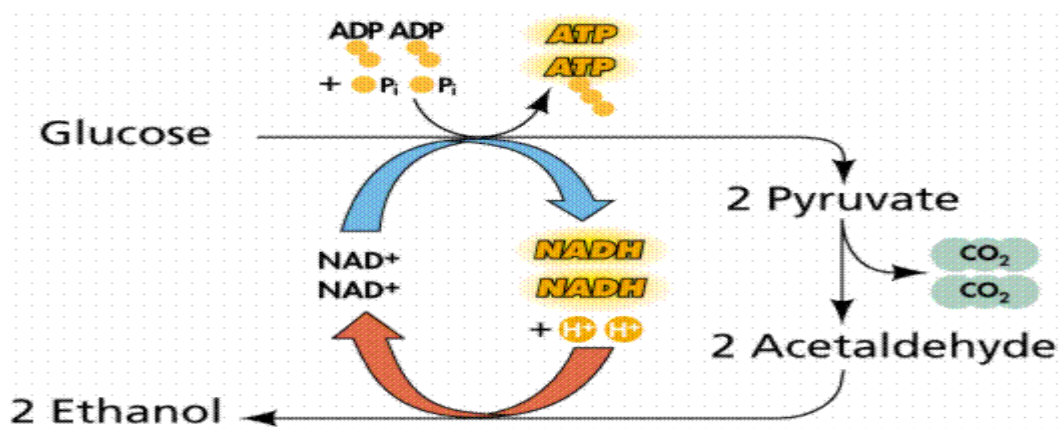 ADP ADP
+ Pi Pi
ATP
ATP
Glucose
2 Pyruvate
NAD+
NAD+
NADH
NADH
+ H+ H+
CO2
CO2
2 Acetaldehyde
2 Ethanol